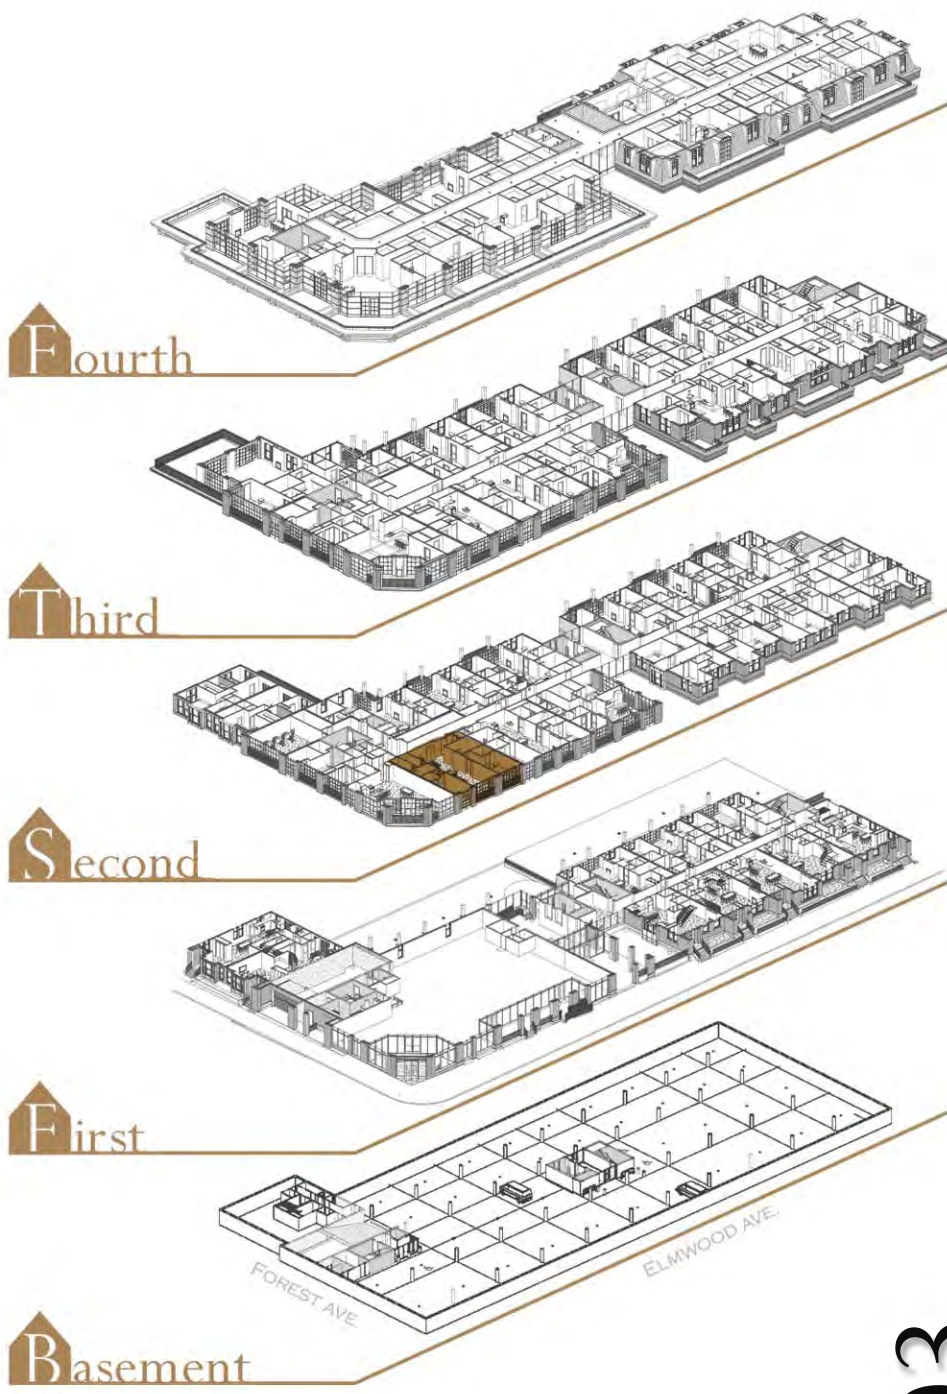 Fourth
Third
Second
First
FOREST AVE.
ELMWOOD AVE.
Basement